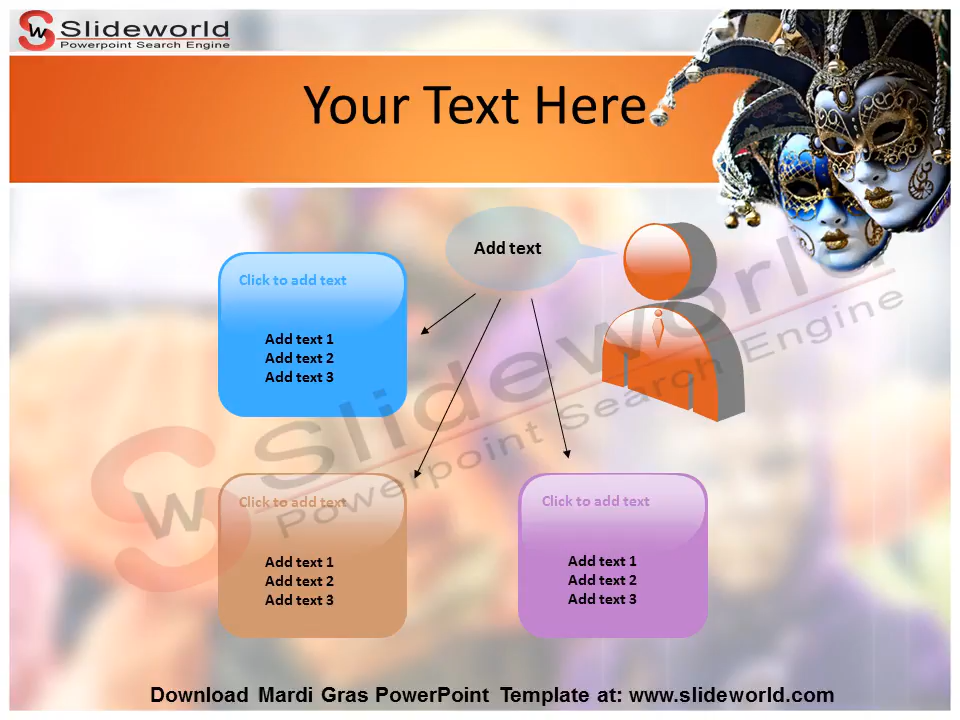 SW Slideworld
Powerpoint Search Engine
Your Text Here
Add text
Click to add text
Add text 1
Add text 2
Add text 3
Click to add text
Add text 1
Add text 2
Add text 3
Click to add text
Add text 1
Add text 2
Add text 3
SW Slideworld
Powerpoint Search Engine
Download Mardi Gras PowerPoint Template at: www.slideworld.com